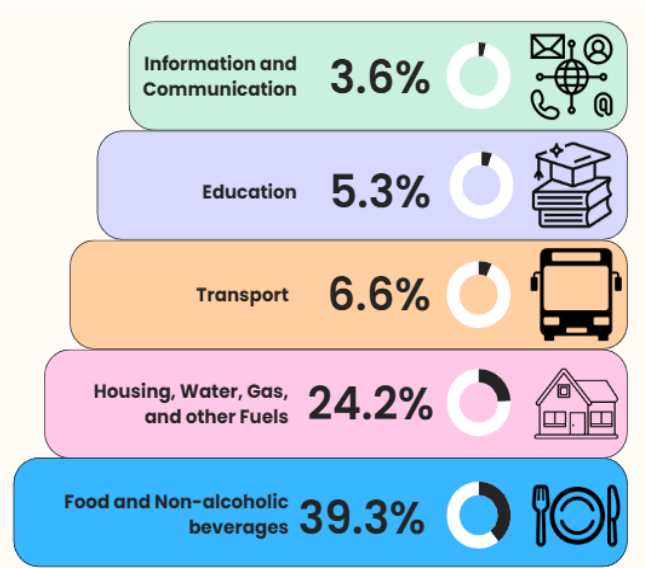 Information and
Communication
3.6%
Education
5.3%
Transport
6.6%
Housing, Water, Gas,
and other Fuels
24.2%
Food and Non-alcoholic
beverages
39.3%